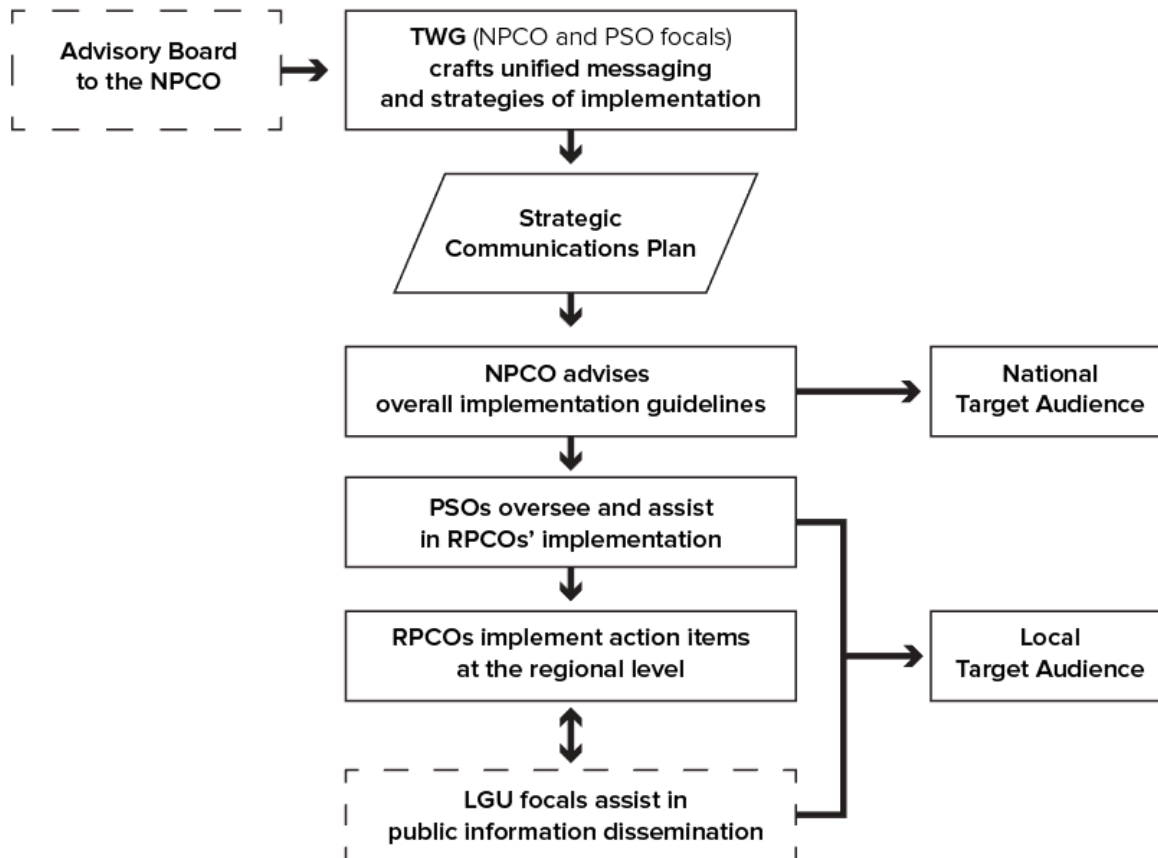 Advisory Board
to the NPCO
TWG (NPCO and PSO focals)
crafts unified messaging
and strategies of implementation
Strategic
Communications Plan
NPCO advises
overall implementation guidelines
National
Target Audience
PSOs oversee and assist
in RPCOs’ implementation
RPCOs implement action items
at the regional level
Local
Target Audience
LGU focals assist in
public information dissemination